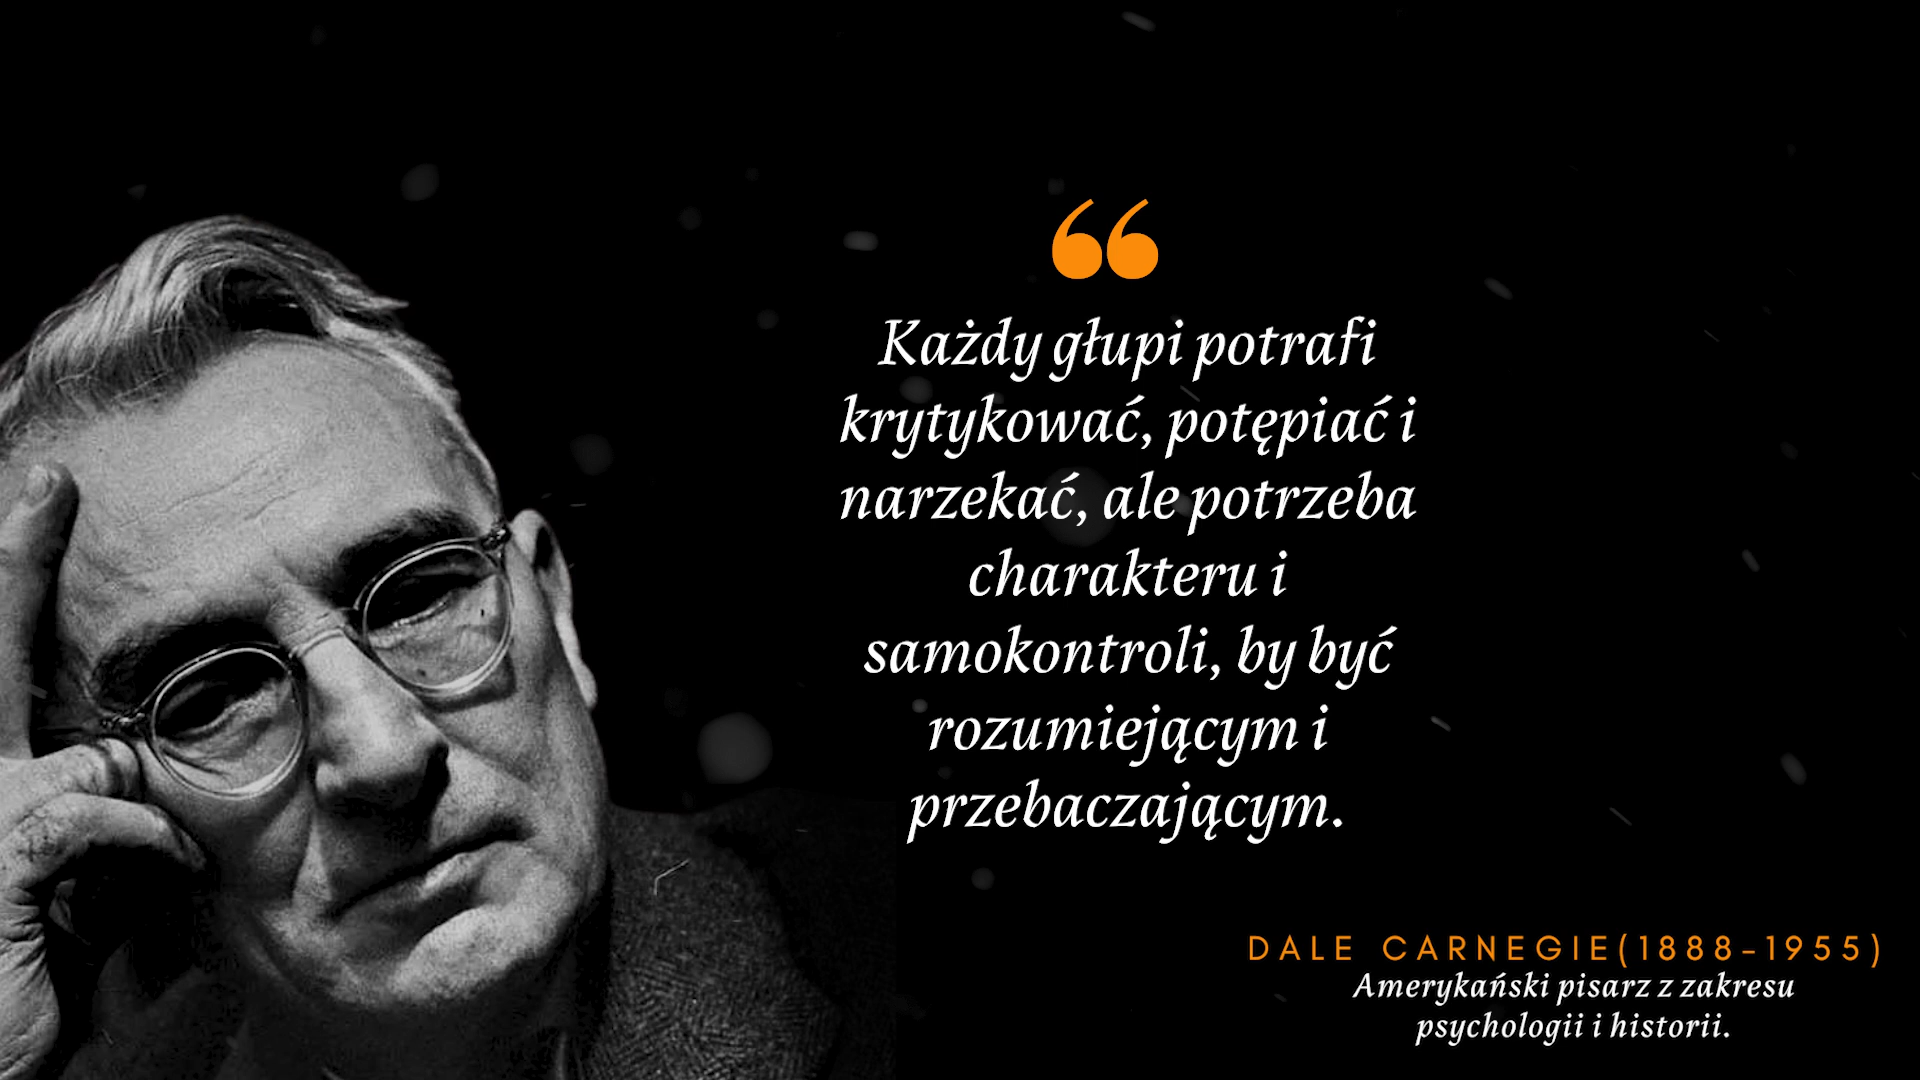 ❝
Każdy głupi potrafi
krytykować, potępiać i
narzekać, ale potrzeba
charakteru i
samokontroli, by być
rozumiejącym i
przebaczającym.
DALE CARNEGIE(1888-1955)
Amerykański pisarz z zakresu
psychologii i historii.